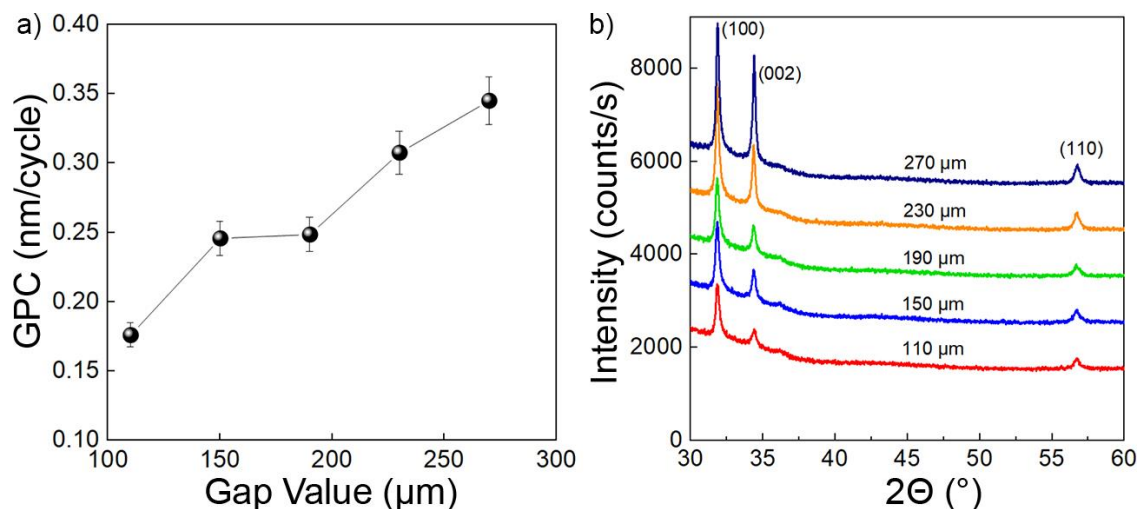 a)
GPC (nm/cycle)
0.40
0.35
0.30
0.25
0.20
0.15
0.10
100
150
200
250
300
Gap Value (µm)
b)
Intensity (counts/s)
8000
6000
4000
2000
0
(100)
(002)
(110)
270 µm
230 µm
190 µm
150 µm
110 µm
30
35
40
45
50
55
60
2Θ (°)